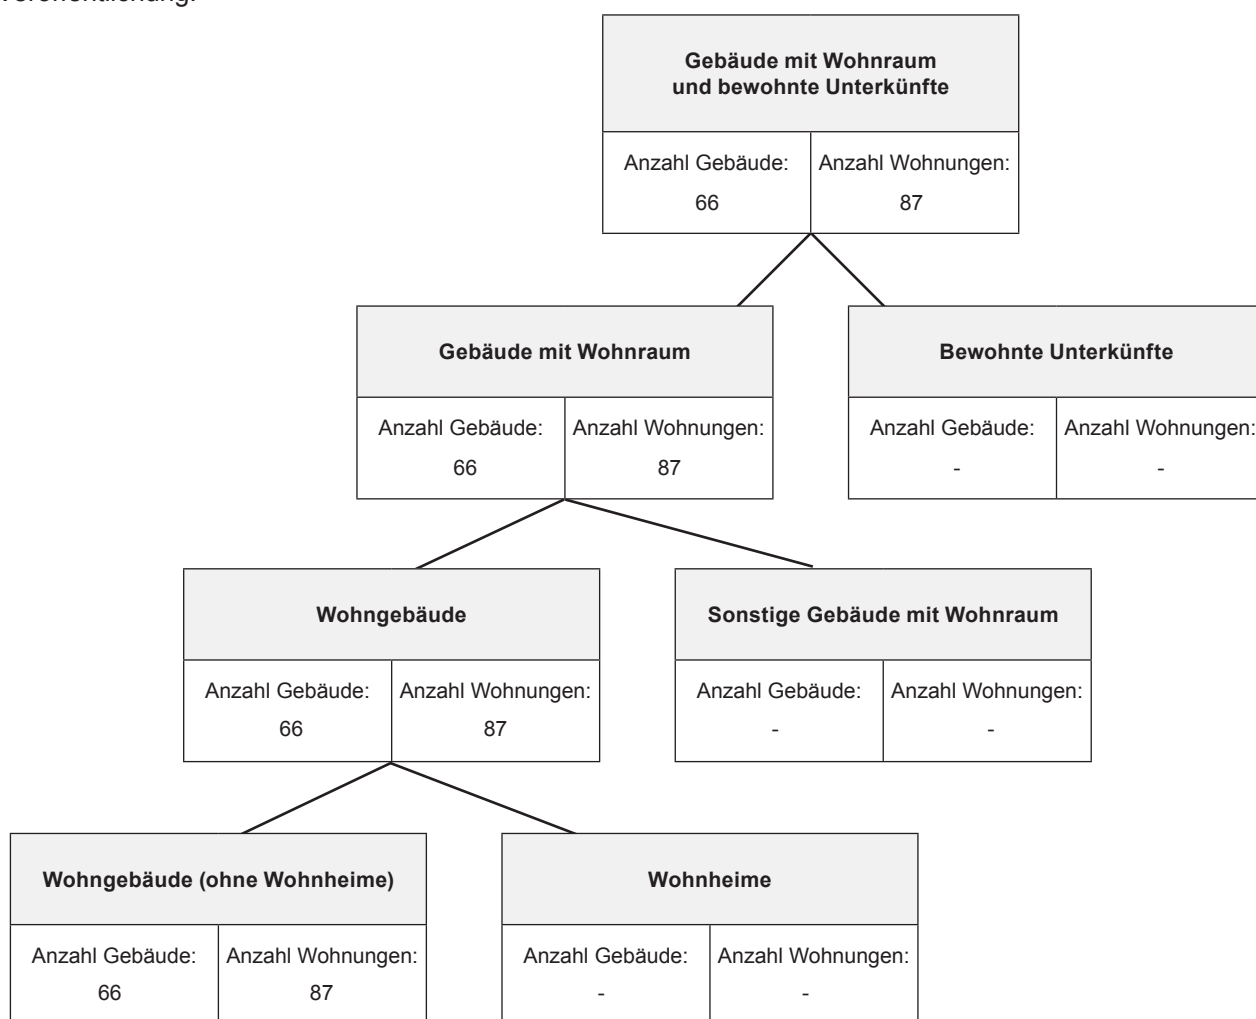 Veröffentlichung.
Gebäude mit Wohnraum
und bewohnte Unterkünfte
Anzahl Gebäude: Anzahl Wohnungen:
66 87
Gebäude mit Wohnraum Bewohnte Unterkünfte
Anzahl Gebäude: Anzahl Wohnungen: Anzahl Gebäude: Anzahl Wohnungen:
66 87 - -
Wohngebäude Sonstige Gebäude mit Wohnraum
Anzahl Gebäude: Anzahl Wohnungen: Anzahl Gebäude: Anzahl Wohnungen:
66 87 - -
Wohngebäude (ohne Wohnheime) Wohnheime
Anzahl Gebäude: Anzahl Wohnungen: Anzahl Gebäude: Anzahl Wohnungen:
66 87 - -